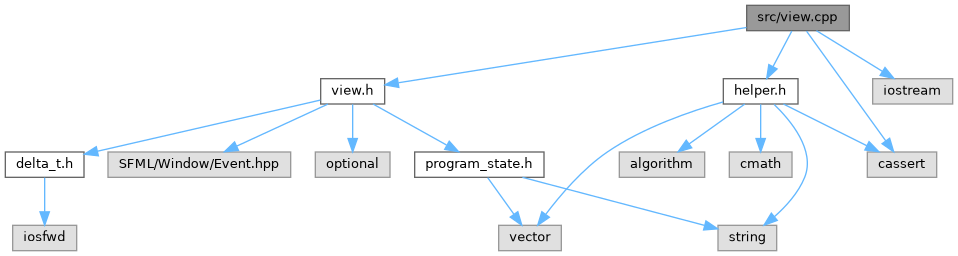 src/view.cpp
view.h
helper.h
iostream
delta_t.h
SFML/Window/Event.hpp
optional
program_state.h
algorithm
cmath
cassert
iosfwd
vector
string